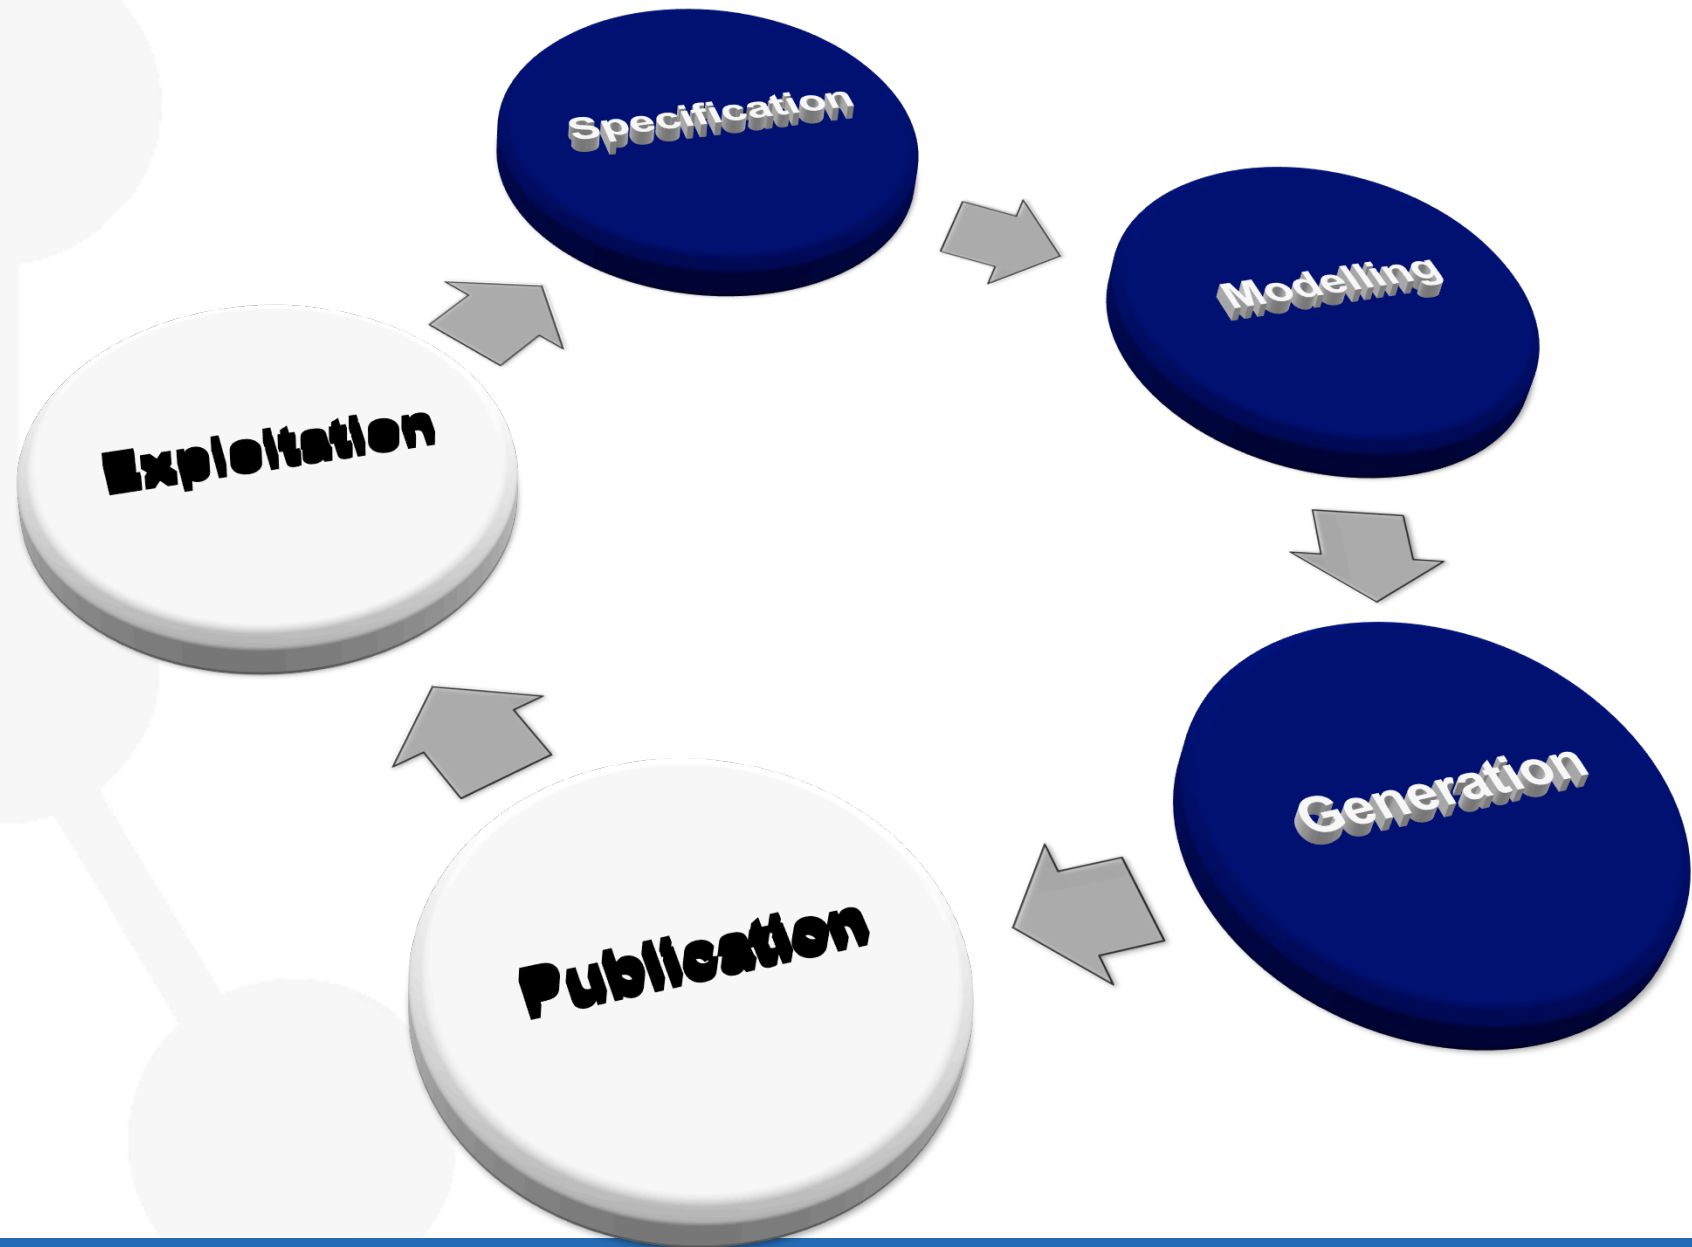 Specification
Modelling
Generation
Publication
Exploitation